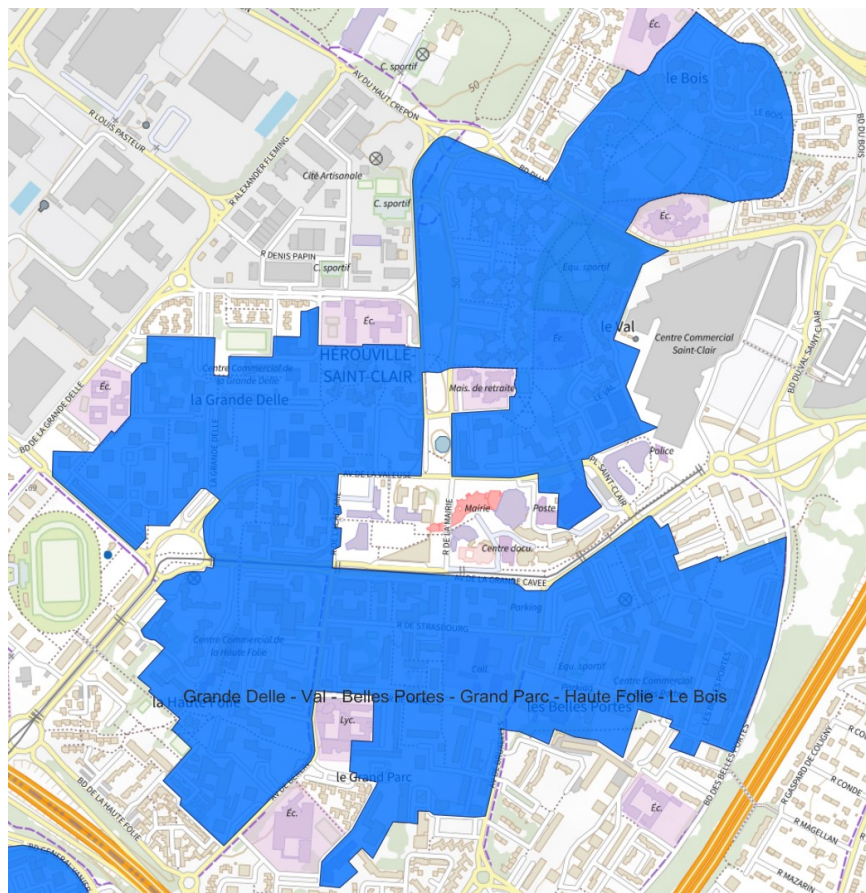 Éc.
C. sportif
AV DU HAUT CREPON
le Bois
LE BOIS
BD DU BOIS
R LOUIS PASTEUR
R ALEXANDER FLEMING
Cité Artisanale
C. sportif
Éc.
R DENIS PAPIN
C. sportif
50
Equ. sportif
le Val
Centre Commercial
Saint-Clair
BD DU VAL SAINT-CLAIR
Éc.
HÉROUVILLE-
SAINT-CLAIR
Éc.
Centre Commercial de
la Grande Delle
Mais. de retraite
Éc.
la Grande Delle
LE VAL
BD DE LA GRANDE DELLE
LA GRANDE DELLE
Police
AV DE LA VALEUSE
PL SAINT-CLAIR
Mairie
Poste
R DE LA MAIRIE
Centre docu.
AV DE LA GRANDE CAVEE
Parking
R DE STRASBOURG
Centre Commercial de
la Haute Folie
Coll.
Equ. sportif
Centre Commercial
Grande Delle - Val - Belles Portes - Grand Parc - Haute Folie - Le Bois
la Haute Folie
les Belles Portes
Lyc.
le Grand Parc
BD DES BELLES PORTES
R GASPARD DE COLIGNY
R CONDE
BD DE LA HAUTE FOLIE
Éc.
Éc.
R MAGELLAN
R MAZARIN